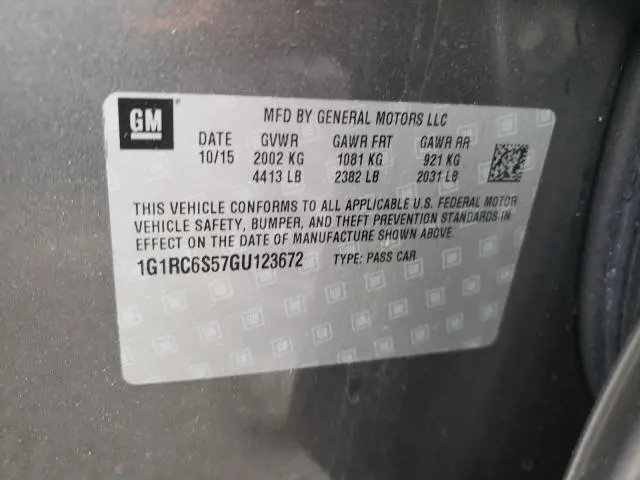 GM
MFD BY GENERAL MOTORS LLC
DATE GVWR GAWR FRT GAWR RR
10/15 2002 KG 1081 KG 921 KG
4413 LB 2382 LB 2031 LB
THIS VEHICLE CONFORMS TO ALL APPLICABLE U.S. FEDERAL MOTOR
VEHICLE SAFETY, BUMPER, AND THEFT PREVENTION STANDARDS IN
EFFECT ON THE DATE OF MANUFACTURE SHOWN ABOVE.
1G1RC6S57GU123672 TYPE: PASS CAR